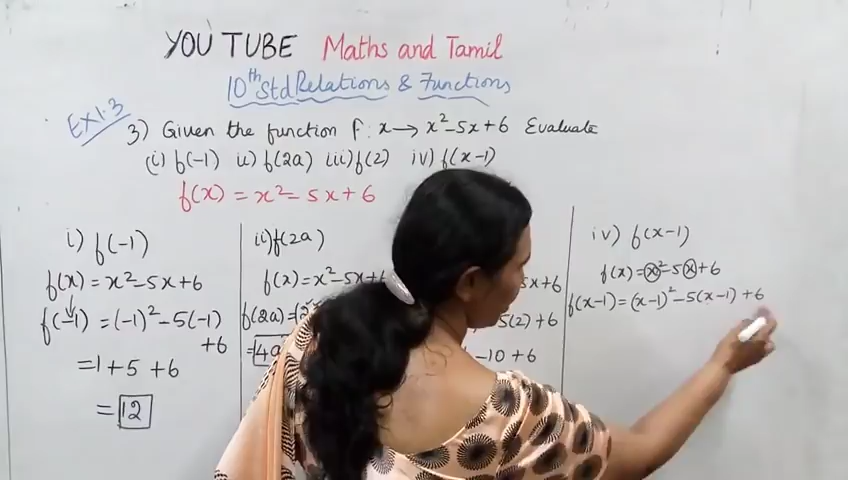 YOU TUBE Maths and Tamil
10th Std Relations & Functions
EX 1.3
3) Given the function f: x → x² - 5x + 6 Evaluate
(i) f(-1) ii) f(2a) iii) f(2) iv) f(x-1)
f(x) = x² - 5x + 6
i) f(-1)
f(x) = x² - 5x + 6
f(-1) = (-1)² - 5(-1)
+6
= 1 + 5 + 6
= 12
ii) f(2a)
f(x) = x² - 5x + 6
f(2a) = (2
= 4a
5x + 6
5(2) + 6
-10 + 6
iv) f(x-1)
f(x) = x² - 5x + 6
f(x-1) = (x-1)² - 5(x-1) + 6